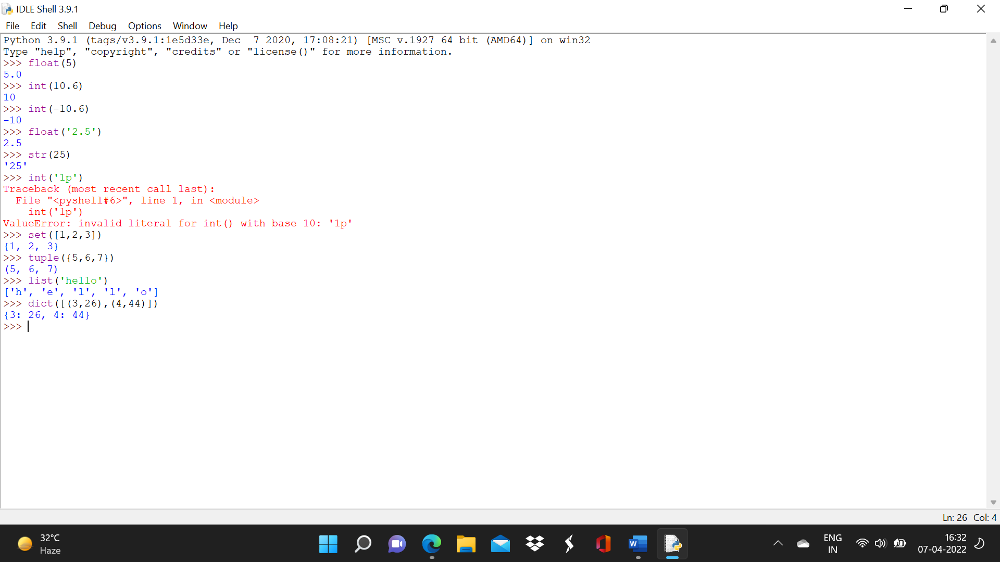 IDLE Shell 3.9.1
File Edit Shell Debug Options Window Help
Python 3.9.1 (tags/v3.9.1:1e5d33e, Dec  7 2020, 17:08:21) [MSC v.1927 64 bit (AMD64)] on win32
Type "help", "copyright", "credits" or "license()" for more information.
>>> float(5)
5.0
>>> int(10.6)
10
>>> int(-10.6)
-10
>>> float('2.5')
2.5
>>> str(25)
'25'
>>> int('1p')
Traceback (most recent call last):
  File "<pyshell#6>", line 1, in <module>
    int('1p')
ValueError: invalid literal for int() with base 10: '1p'
>>> set([1,2,3])
{1, 2, 3}
>>> tuple({5,6,7})
(5, 6, 7)
>>> list('hello')
['h', 'e', 'l', 'l', 'o']
>>> dict([(3,26),(4,44)])
{3: 26, 4: 44}
>>>
Ln: 26 Col: 4
32°C
Haze
W
ENG
IN
16:32
07-04-2022